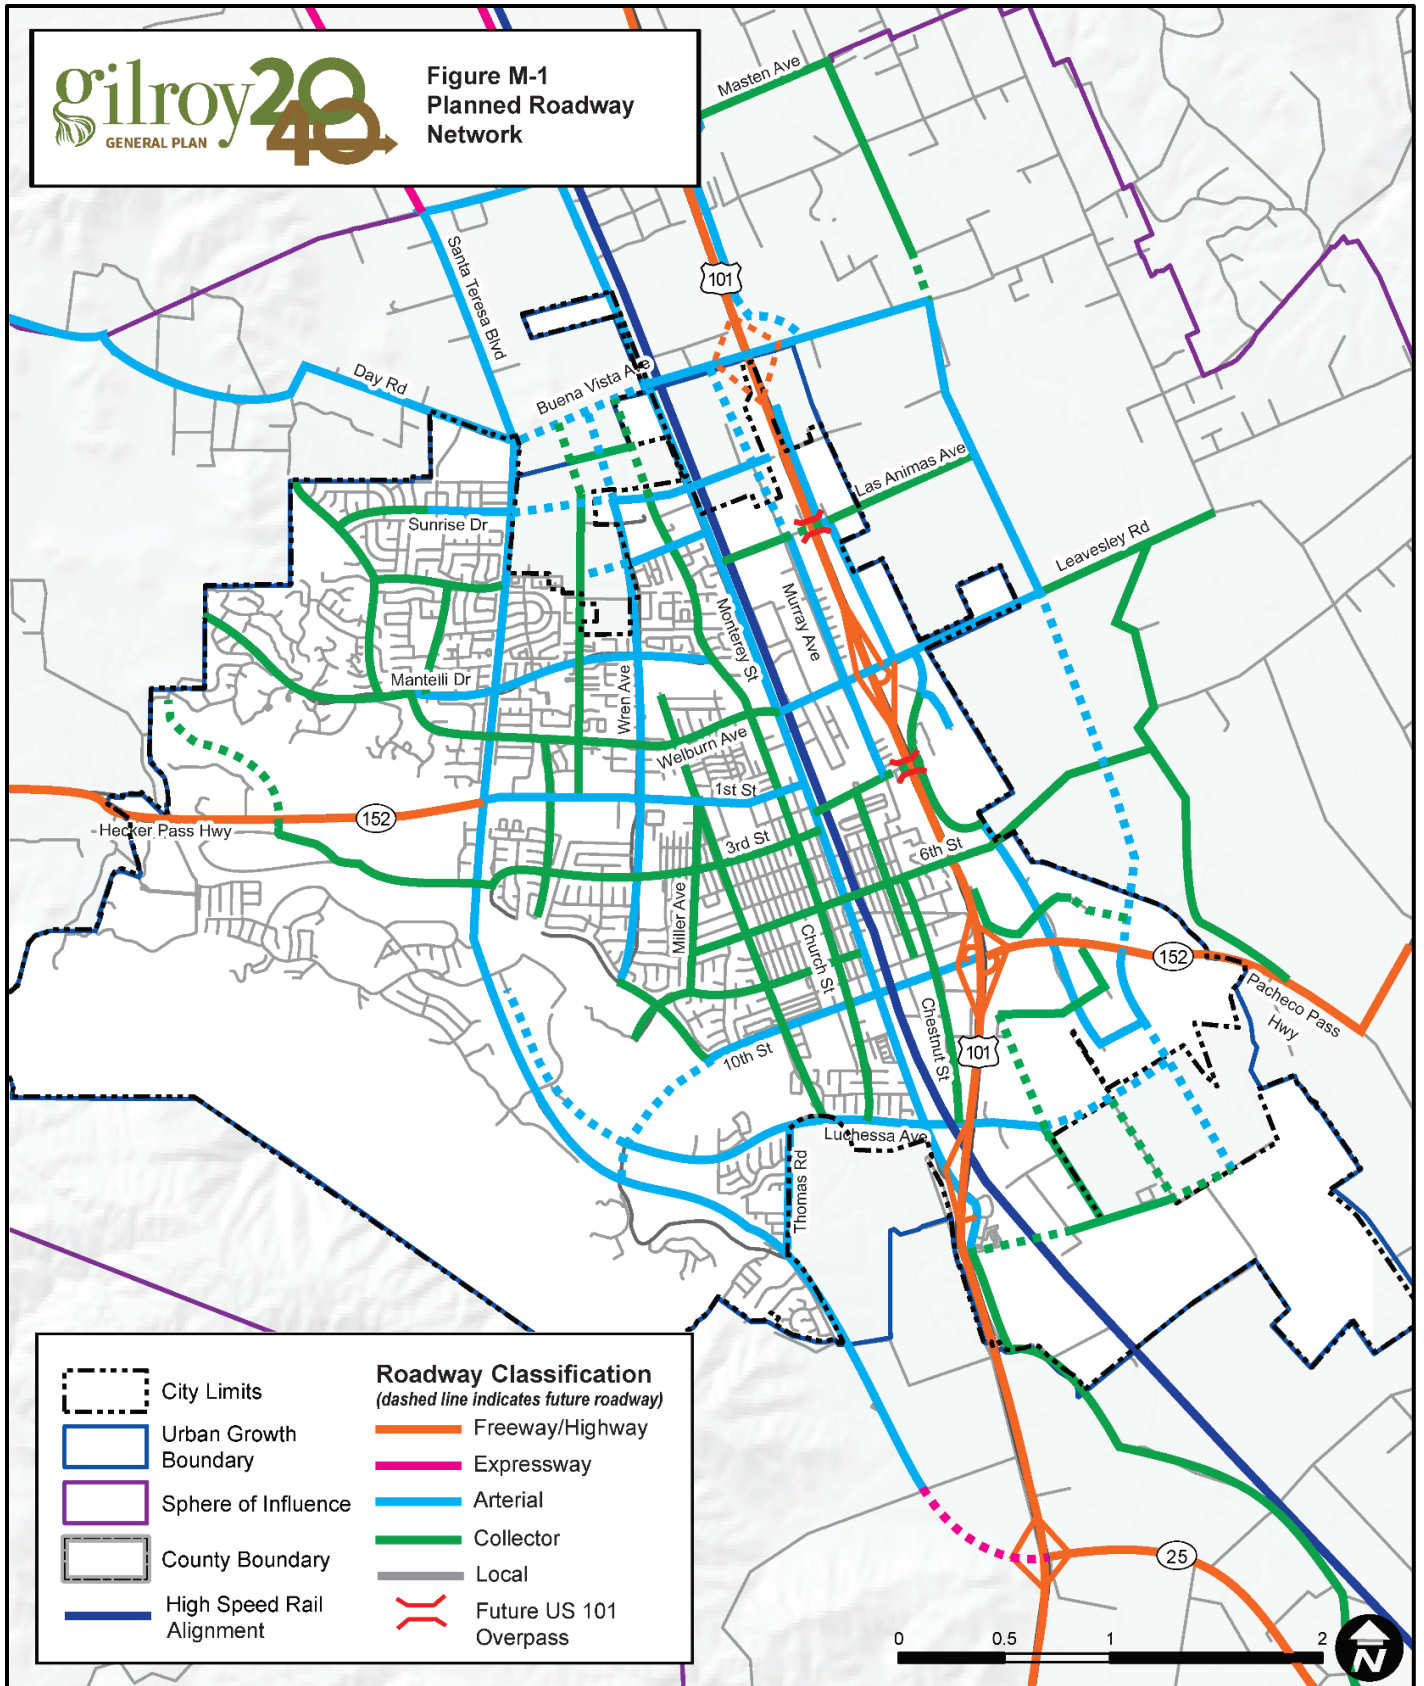 gilroy2040
GENERAL PLAN
Figure M-1
Planned Roadway
Network
Masten Ave
Santa Teresa Blvd
101
Day Rd
Buena Vista Ave
Las Animas Ave
Sunrise Dr
Leavesley Rd
Monterey St
Murray Ave
Mantelli Dr
Wren Ave
Welburn Ave
1st St
152
Hecker Pass Hwy
3rd St
6th St
Miller Ave
Church St
152
Pacheco Pass
Hwy
Chestnut St
10th St
101
Luchessa Ave
Thomas Rd
City Limits
Urban Growth
Boundary
Sphere of Influence
County Boundary
High Speed Rail
Alignment
Roadway Classification
(dashed line indicates future roadway)
Freeway/Highway
Expressway
Arterial
Collector
Local
Future US 101
Overpass
25
0 0.5 1 2
N